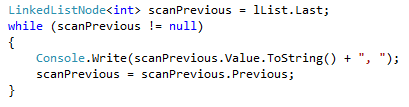 LinkedListNode<int> scanPrevious = lList.Last;
while (scanPrevious != null)
{
    Console.Write(scanPrevious.Value.ToString() + ", ");
    scanPrevious = scanPrevious.Previous;
}